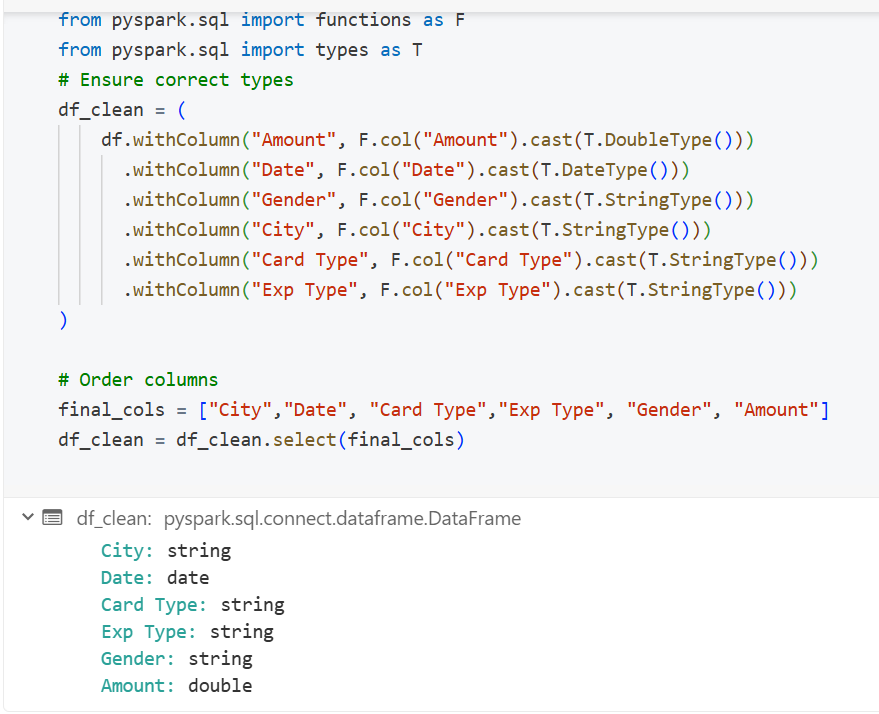 from pyspark.sql import functions as F
from pyspark.sql import types as T
# Ensure correct types
df_clean = (
    df.withColumn("Amount", F.col("Amount").cast(T.DoubleType()))
      .withColumn("Date", F.col("Date").cast(T.DateType()))
      .withColumn("Gender", F.col("Gender").cast(T.StringType()))
      .withColumn("City", F.col("City").cast(T.StringType()))
      .withColumn("Card Type", F.col("Card Type").cast(T.StringType()))
      .withColumn("Exp Type", F.col("Exp Type").cast(T.StringType()))
)
# Order columns
final_cols = ["City","Date", "Card Type","Exp Type", "Gender", "Amount"]
df_clean = df_clean.select(final_cols)
df_clean: pyspark.sql.connect.dataframe.DataFrame
City: string
Date: date
Card Type: string
Exp Type: string
Gender: string
Amount: double